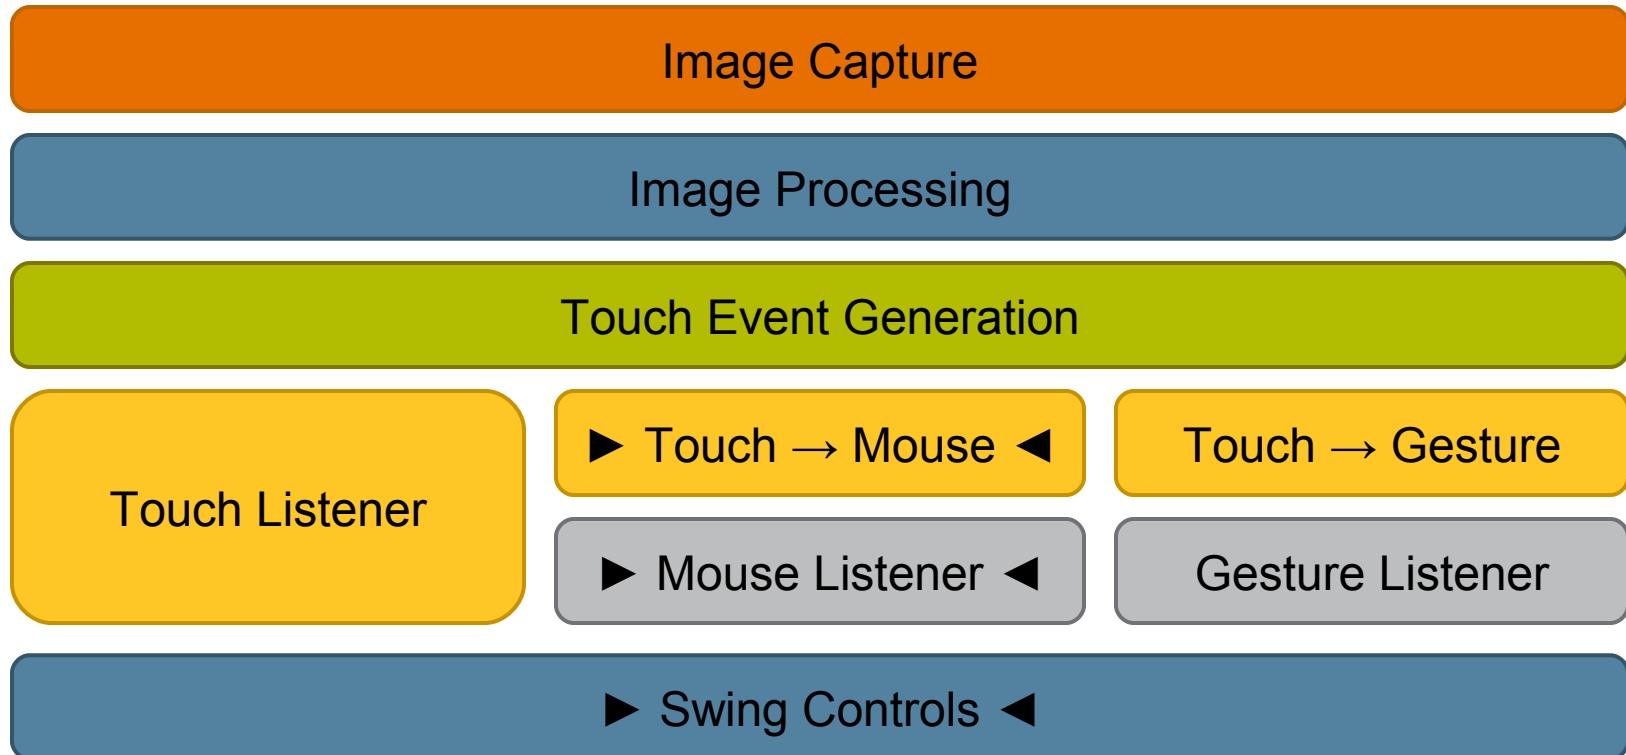 Image Capture
Image Processing
Touch Event Generation
Touch Listener
► Touch → Mouse ◄
Touch → Gesture
► Mouse Listener ◄
Gesture Listener
► Swing Controls ◄